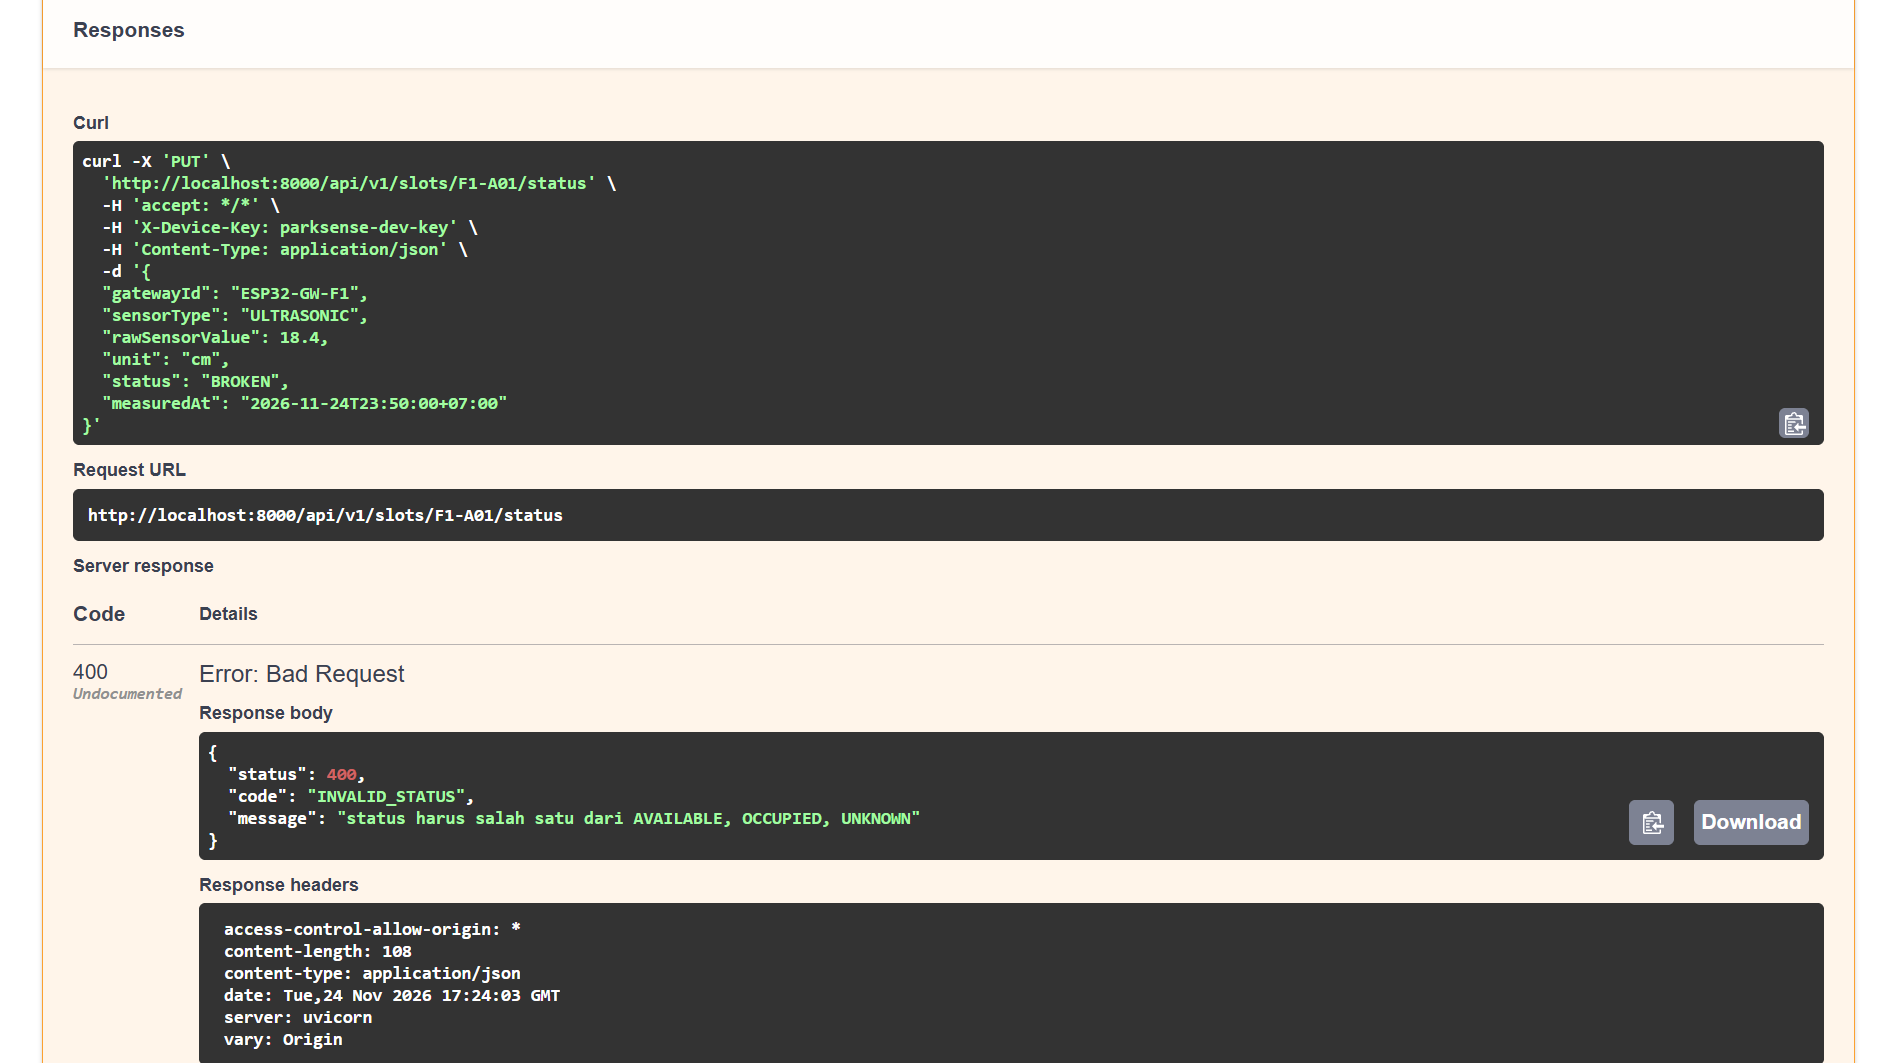 Responses
Curl
curl -X 'PUT' \
  'http://localhost:8000/api/v1/slots/F1-A01/status' \
  -H 'accept: */*' \
  -H 'X-Device-Key: parksense-dev-key' \
  -H 'Content-Type: application/json' \
  -d '{
  "gatewayId": "ESP32-GW-F1",
  "sensorType": "ULTRASONIC",
  "rawSensorValue": 18.4,
  "unit": "cm",
  "status": "BROKEN",
  "measuredAt": "2026-11-24T23:50:00+07:00"
}'
Request URL
http://localhost:8000/api/v1/slots/F1-A01/status
Server response
Code Details
400 Error: Bad Request
Undocumented
Response body
{
  "status": 400,
  "code": "INVALID_STATUS",
  "message": "status harus salah satu dari AVAILABLE, OCCUPIED, UNKNOWN"
}
Download
Response headers
access-control-allow-origin: *
content-length: 108
content-type: application/json
date: Tue,24 Nov 2026 17:24:03 GMT
server: uvicorn
vary: Origin